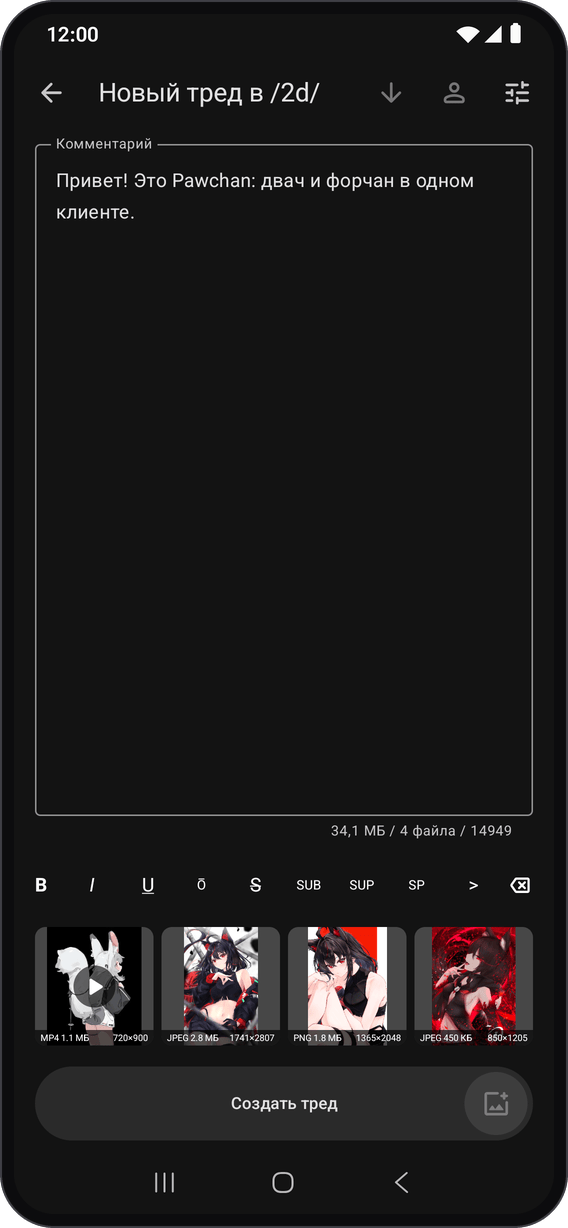 12:00
Новый тред в /2d/
Комментарий
Привет! Это Pawchan: двач и форчан в одном
клиенте.
34,1 МБ / 4 файла / 14949
B I U Ō S SUB SUP SP >
MP4 1.1 МБ 720×900
JPEG 2.8 МБ 1741×2807
PNG 1.8 МБ 1365×2048
JPEG 450 КБ 850×1205
Создать тред